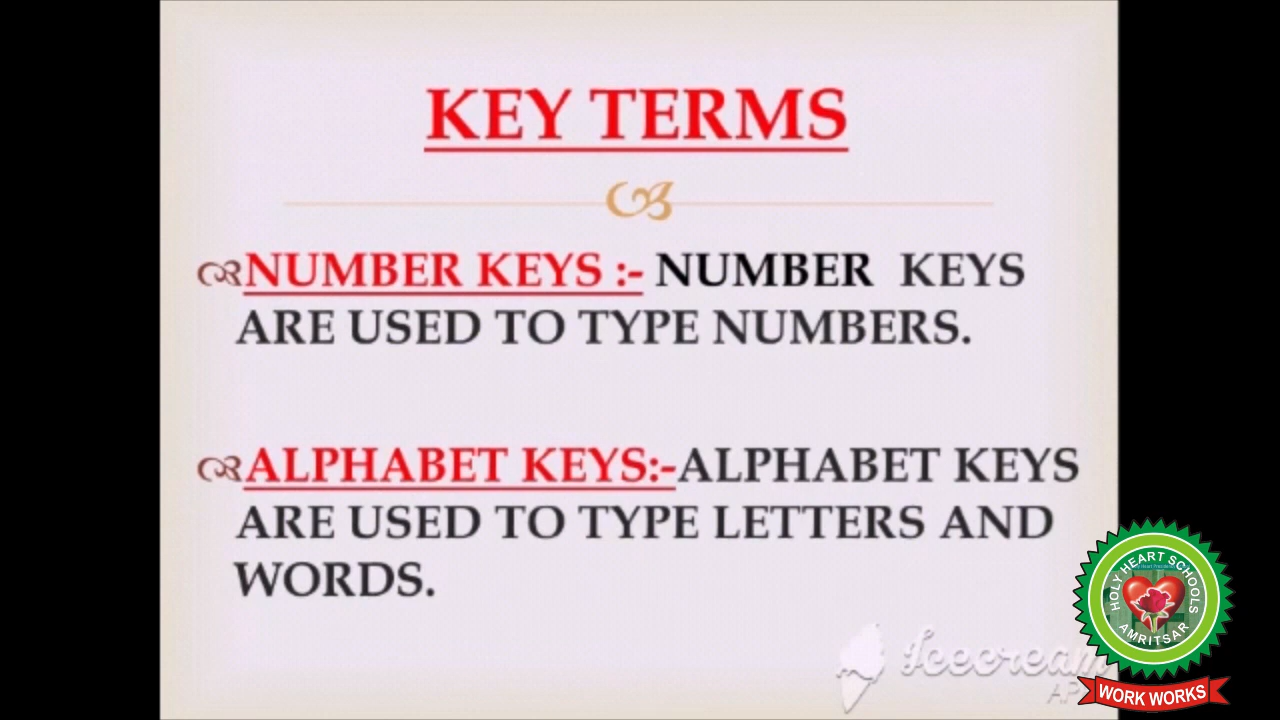 KEY TERMS
NUMBER KEYS :- NUMBER KEYS
ARE USED TO TYPE NUMBERS.
ALPHABET KEYS:-ALPHABET KEYS
ARE USED TO TYPE LETTERS AND
WORDS.
Icecream
HOLY HEART SCHOOLS
AMRITSAR
WORK WORKS